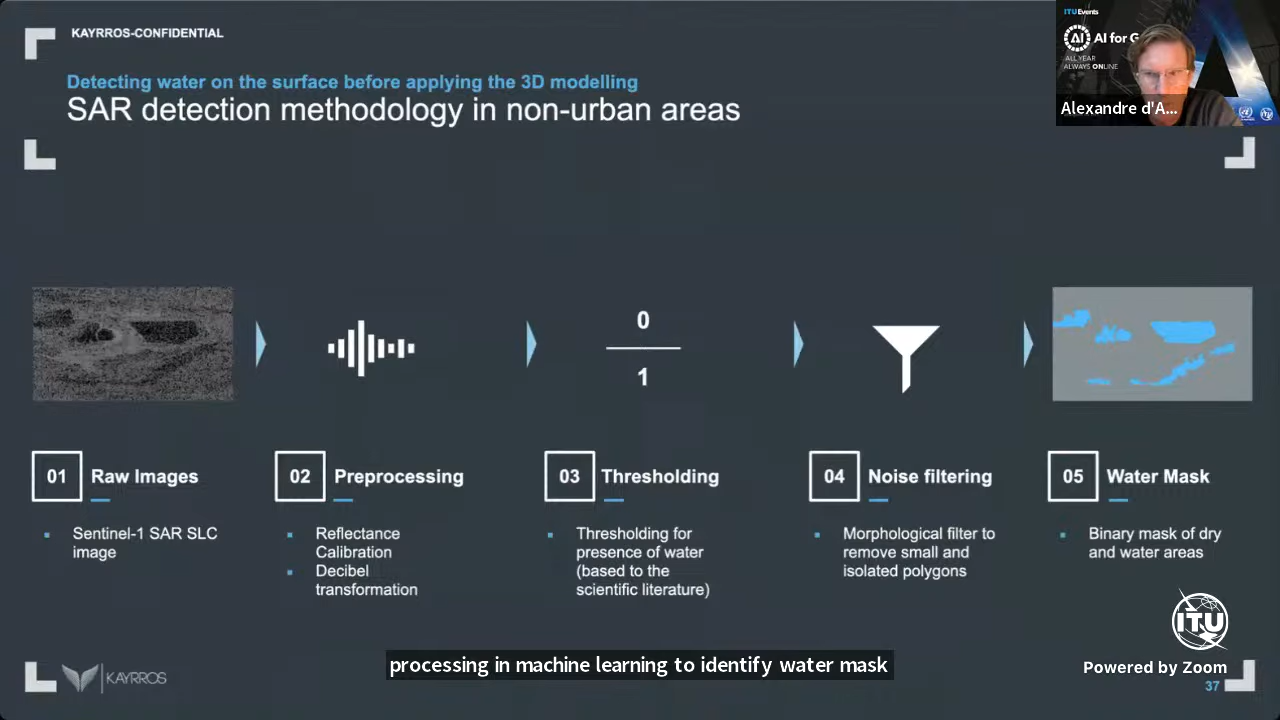 KAYRROS-CONFIDENTIAL
Detecting water on the surface before applying the 3D modelling
SAR detection methodology in non-urban areas
ITUEvents
AI
AI for G
ALL YEAR
ALWAYS ONLINE
Alexandre d'A...
0
1
01 Raw Images
Sentinel-1 SAR SLC
image
02 Preprocessing
Reflectance
Calibration
Decibel
transformation
03 Thresholding
Thresholding for
presence of water
(based to the
scientific literature)
04 Noise filtering
Morphological filter to
remove small and
isolated polygons
05 Water Mask
Binary mask of dry
and water areas
processing in machine learning to identify water mask
ITU
Powered by Zoom
KAYRROS
37